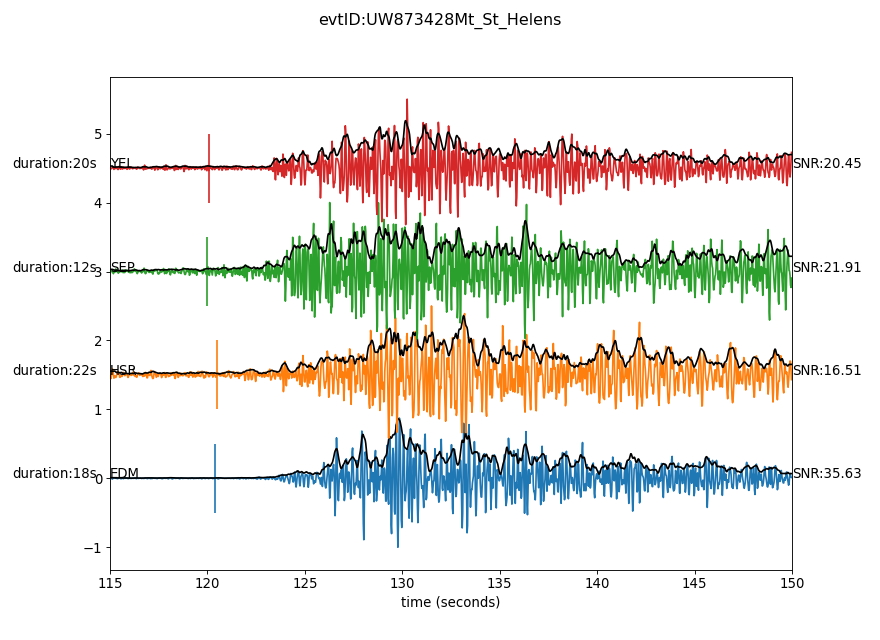 evtID:UW873428Mt_St_Helens
5
duration:20s YEL SNR:20.45
4
duration:12s SEP SNR:21.91
3
2
duration:22s HSR SNR:16.51
1
duration:18s EDM SNR:35.63
0
−1
115 120 125 130 135 140 145 150
time (seconds)